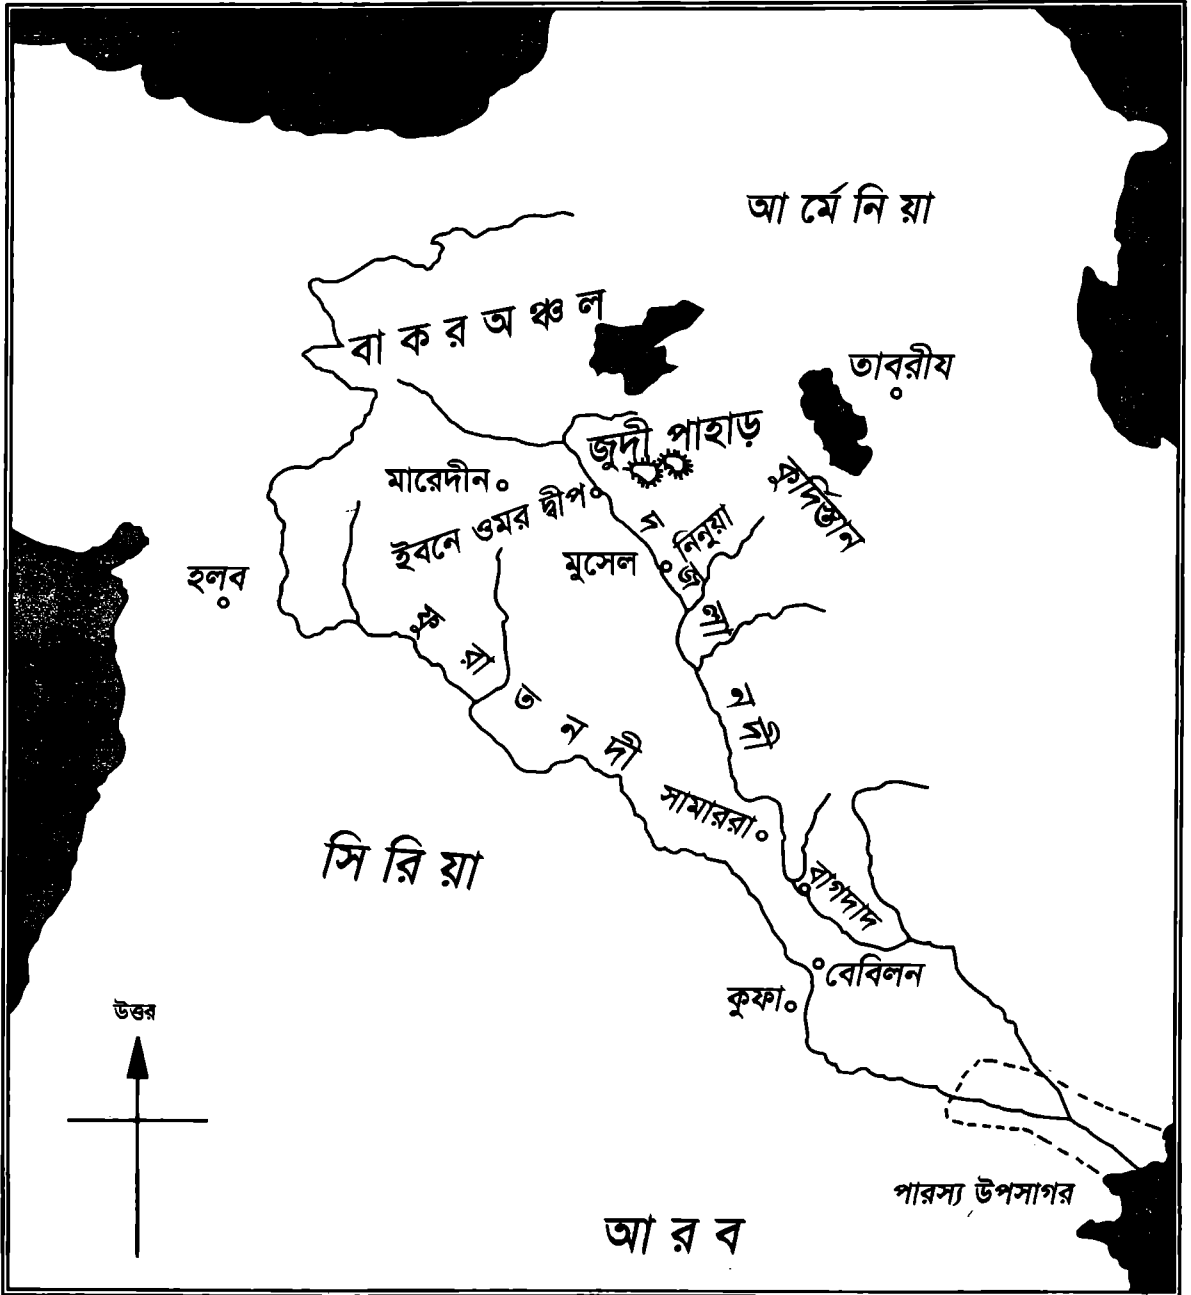 আর্মেনিয়া
বাকর অঞ্চল
তাবরীয
জুদী পাহাড়
মারেদীন
কুর্দিস্তান
ইবনে ওমর দ্বীপ
নিনুয়া
মুসেল
হলব
দজলা নদী
ফুরাত নদী
সামাররা
সিরিয়া
বাগদাদ
বেবিলন
কুফা
উত্তর
পারস্য উপসাগর
আরব